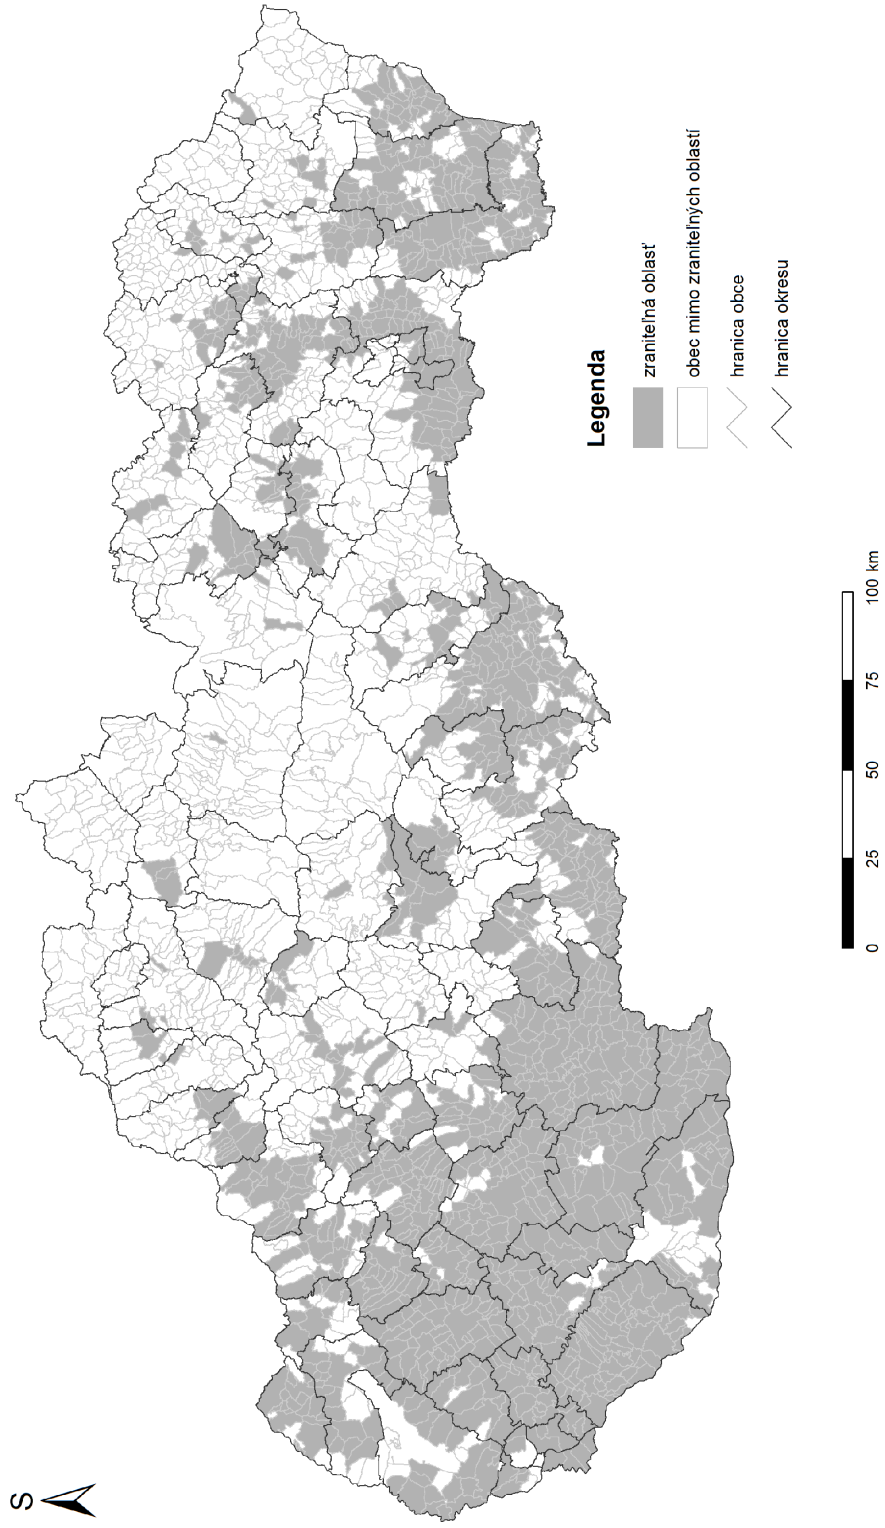 S
Legenda
zraniteľná oblasť
obec mimo zraniteľných oblastí
hranica obce
hranica okresu
0 25 50 75 100 km